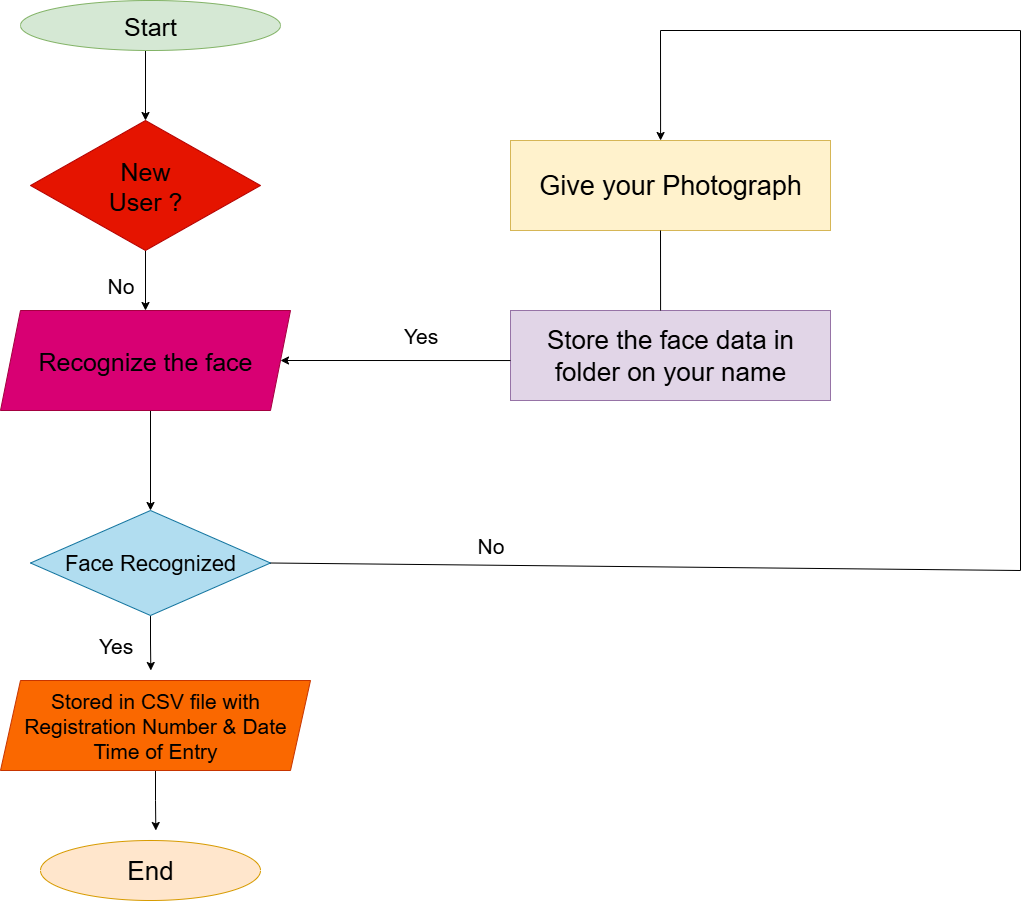 Start
New
User ?
No
Give your Photograph
Recognize the face
Yes
Store the face data in
folder on your name
Face Recognized
No
Yes
Stored in CSV file with
Registration Number & Date
Time of Entry
End